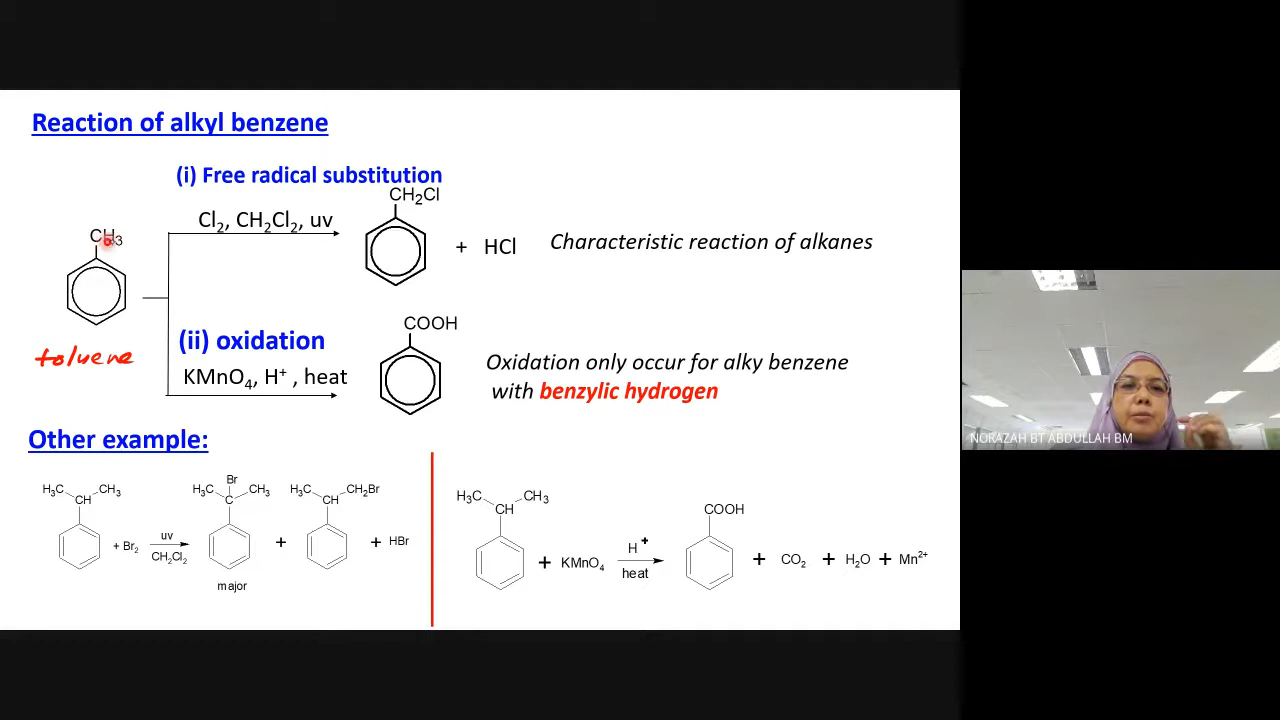 Reaction of alkyl benzene
(i) Free radical substitution
CH2Cl
Cl2, CH2Cl2, uv
CH3
+ HCl
Characteristic reaction of alkanes
COOH
(ii) oxidation
toluene
KMnO4, H+ , heat
Oxidation only occur for alky benzene
with benzylic hydrogen
NORAZAH BT ABDULLAH BM
Other example:
Br
H3C CH3
CH
H3C CH3
C
H3C CH2Br
CH
+ Br2
uv
CH2Cl2
+
+ HBr
major
H3C CH3
CH
COOH
+ KMnO4
H+
heat
+ CO2 + H2O + Mn2+